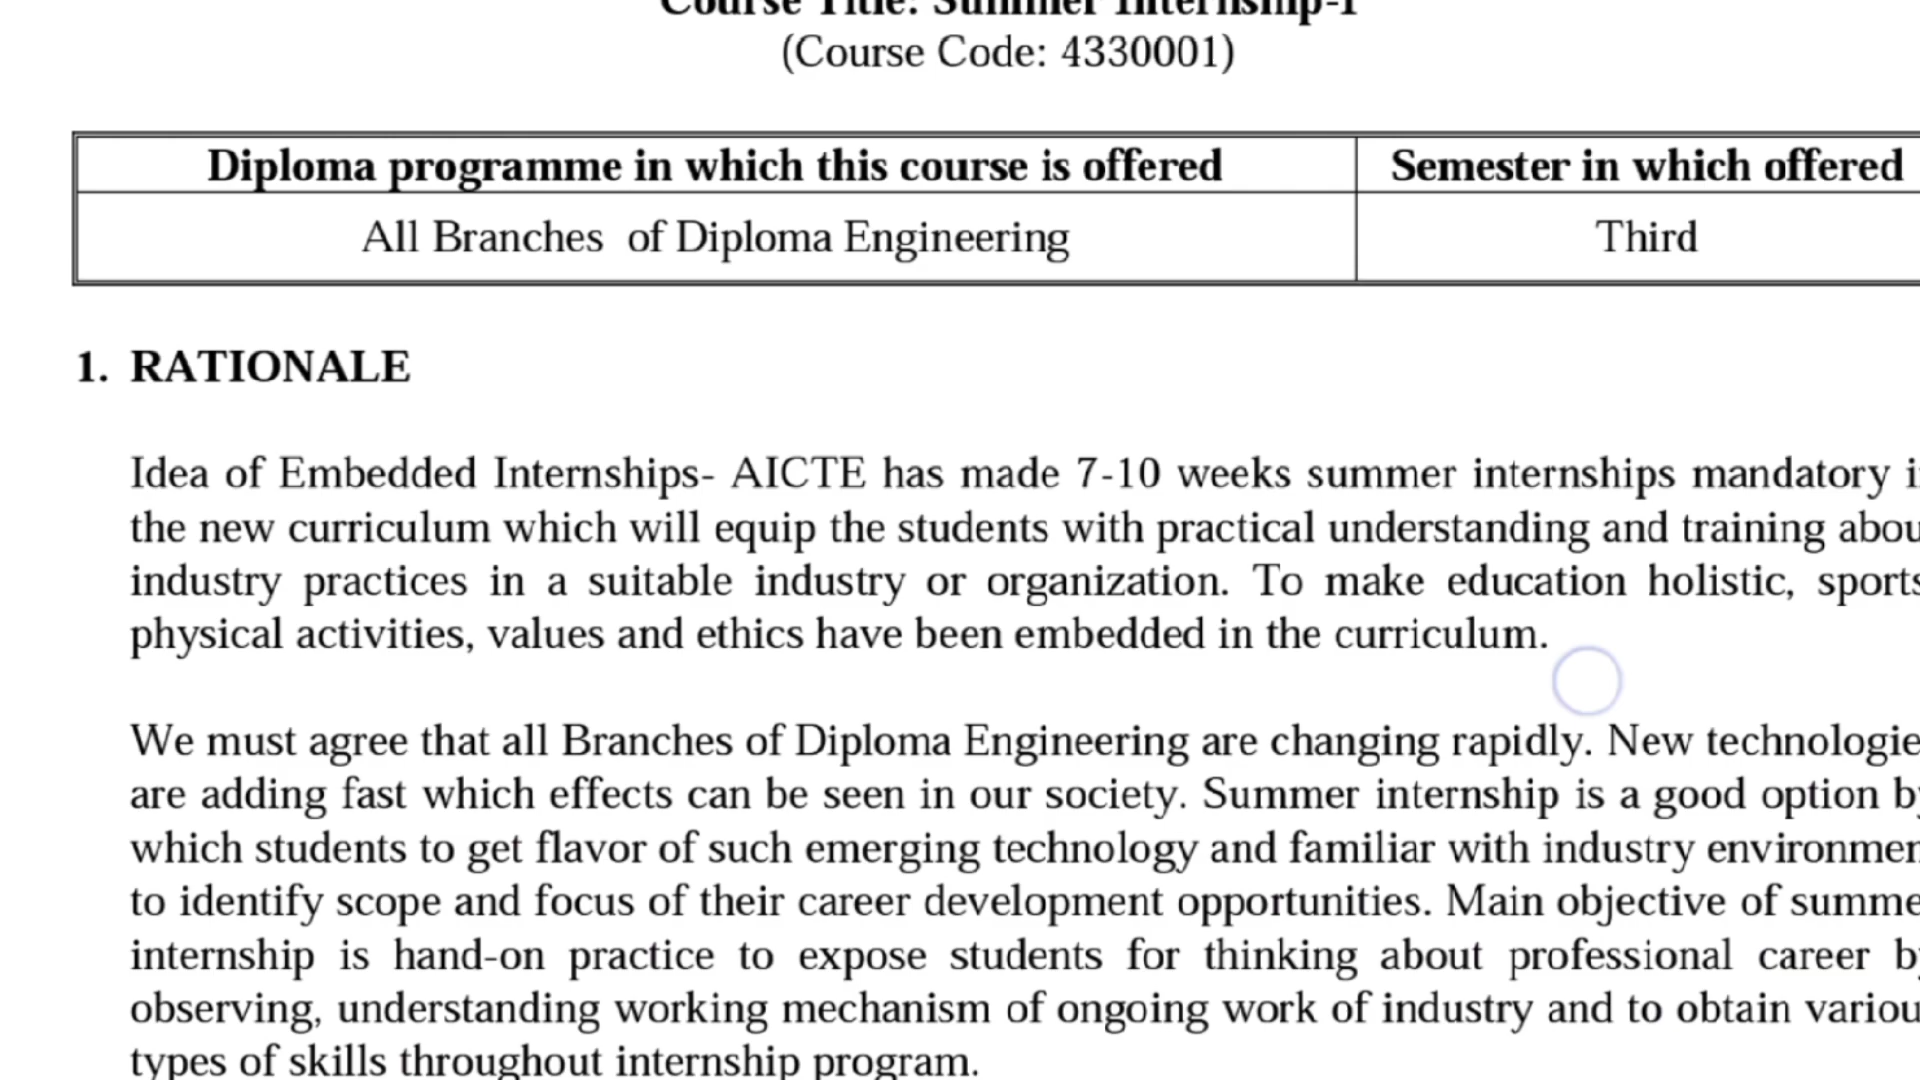 Course Title: Summer Internship-I
(Course Code: 4330001)
Diploma programme in which this course is offered
Semester in which offered
All Branches of Diploma Engineering
Third
1. RATIONALE
Idea of Embedded Internships- AICTE has made 7-10 weeks summer internships mandatory
the new curriculum which will equip the students with practical understanding and training
industry practices in a suitable industry or organization. To make education holistic, sports
physical activities, values and ethics have been embedded in the curriculum.
We must agree that all Branches of Diploma Engineering are changing rapidly. New
are adding fast which effects can be seen in our society. Summer internship is a good option
which students to get flavor of such emerging technology and familiar with industry
to identify scope and focus of their career development opportunities. Main objective of
internship is hand-on practice to expose students for thinking about professional career
observing, understanding working mechanism of ongoing work of industry and to obtain
types of skills throughout internship program.